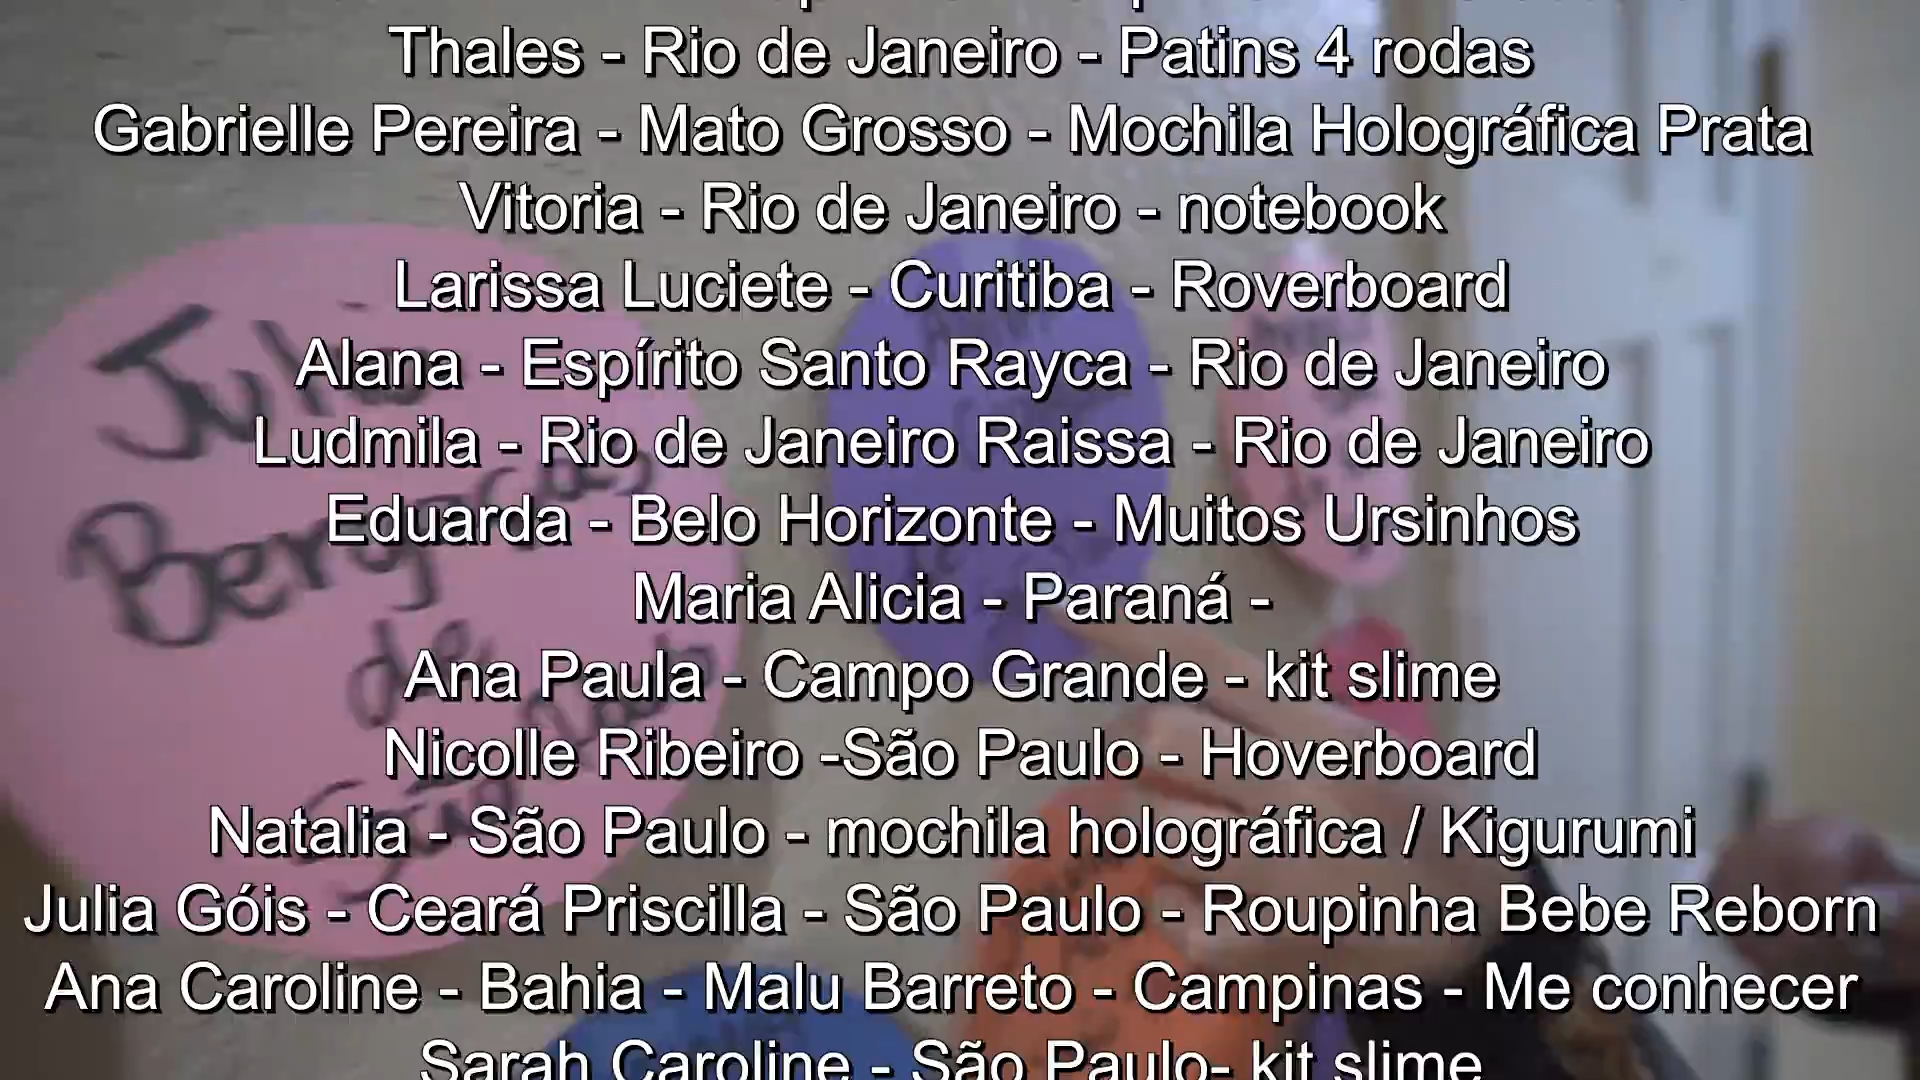 Thales - Rio de Janeiro - Patins 4 rodas
Gabrielle Pereira - Mato Grosso - Mochila Holográfica Prata
Vitoria - Rio de Janeiro - notebook
Larissa Luciete - Curitiba - Roverboard
Alana - Espírito Santo Rayca - Rio de Janeiro
Ludmila - Rio de Janeiro Raissa - Rio de Janeiro
Eduarda - Belo Horizonte - Muitos Ursinhos
Maria Alicia - Paraná -
Ana Paula - Campo Grande - kit slime
Nicolle Ribeiro -São Paulo - Hoverboard
Natalia - São Paulo - mochila holográfica / Kigurumi
Julia Góis - Ceará Priscilla - São Paulo - Roupinha Bebe Reborn
Ana Caroline - Bahia - Malu Barreto - Campinas - Me conhecer
Sarah Caroline - São Paulo- kit slime
Julia
de
São Paulo